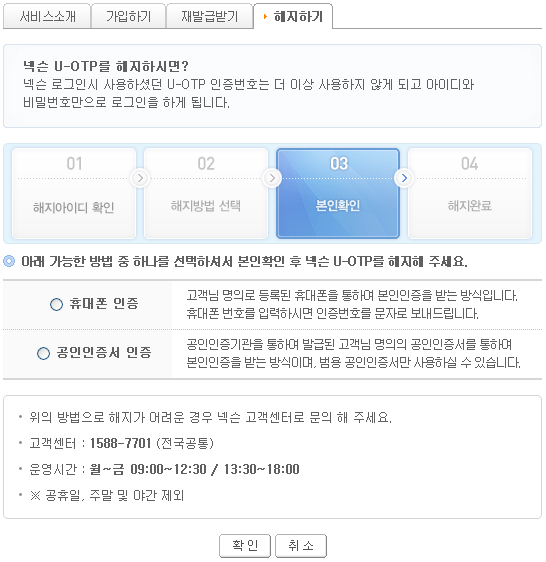 서비스소개 가입하기 재발급받기 해지하기
넥슨 U-OTP를 해지하시면?
넥슨 로그인시 사용하셨던 U-OTP 인증번호는 더 이상 사용하지 않게 되고 아이디와
비밀번호만으로 로그인을 하게 됩니다.
01 02 03 04
해지아이디 확인 해지방법 선택 본인확인 해지완료
아래 가능한 방법 중 하나를 선택하셔서 본인확인 후 넥슨 U-OTP를 해지해 주세요.
휴대폰 인증
고객님 명의로 등록된 휴대폰을 통하여 본인인증을 받는 방식입니다.
휴대폰 번호를 입력하시면 인증번호를 문자로 보내드립니다.
공인인증서 인증
공인인증기관을 통하여 발급된 고객님 명의의 공인인증서를 통하여
본인인증을 받는 방식이며, 범용 공인인증서만 사용하실 수 있습니다.
• 위의 방법으로 해지가 어려운 경우 넥슨 고객센터로 문의 해 주세요.
• 고객센터 : 1588-7701 (전국공통)
• 운영시간 : 월~금 09:00~12:30 / 13:30~18:00
• ※ 공휴일, 주말 및 야간 제외
확인 취소